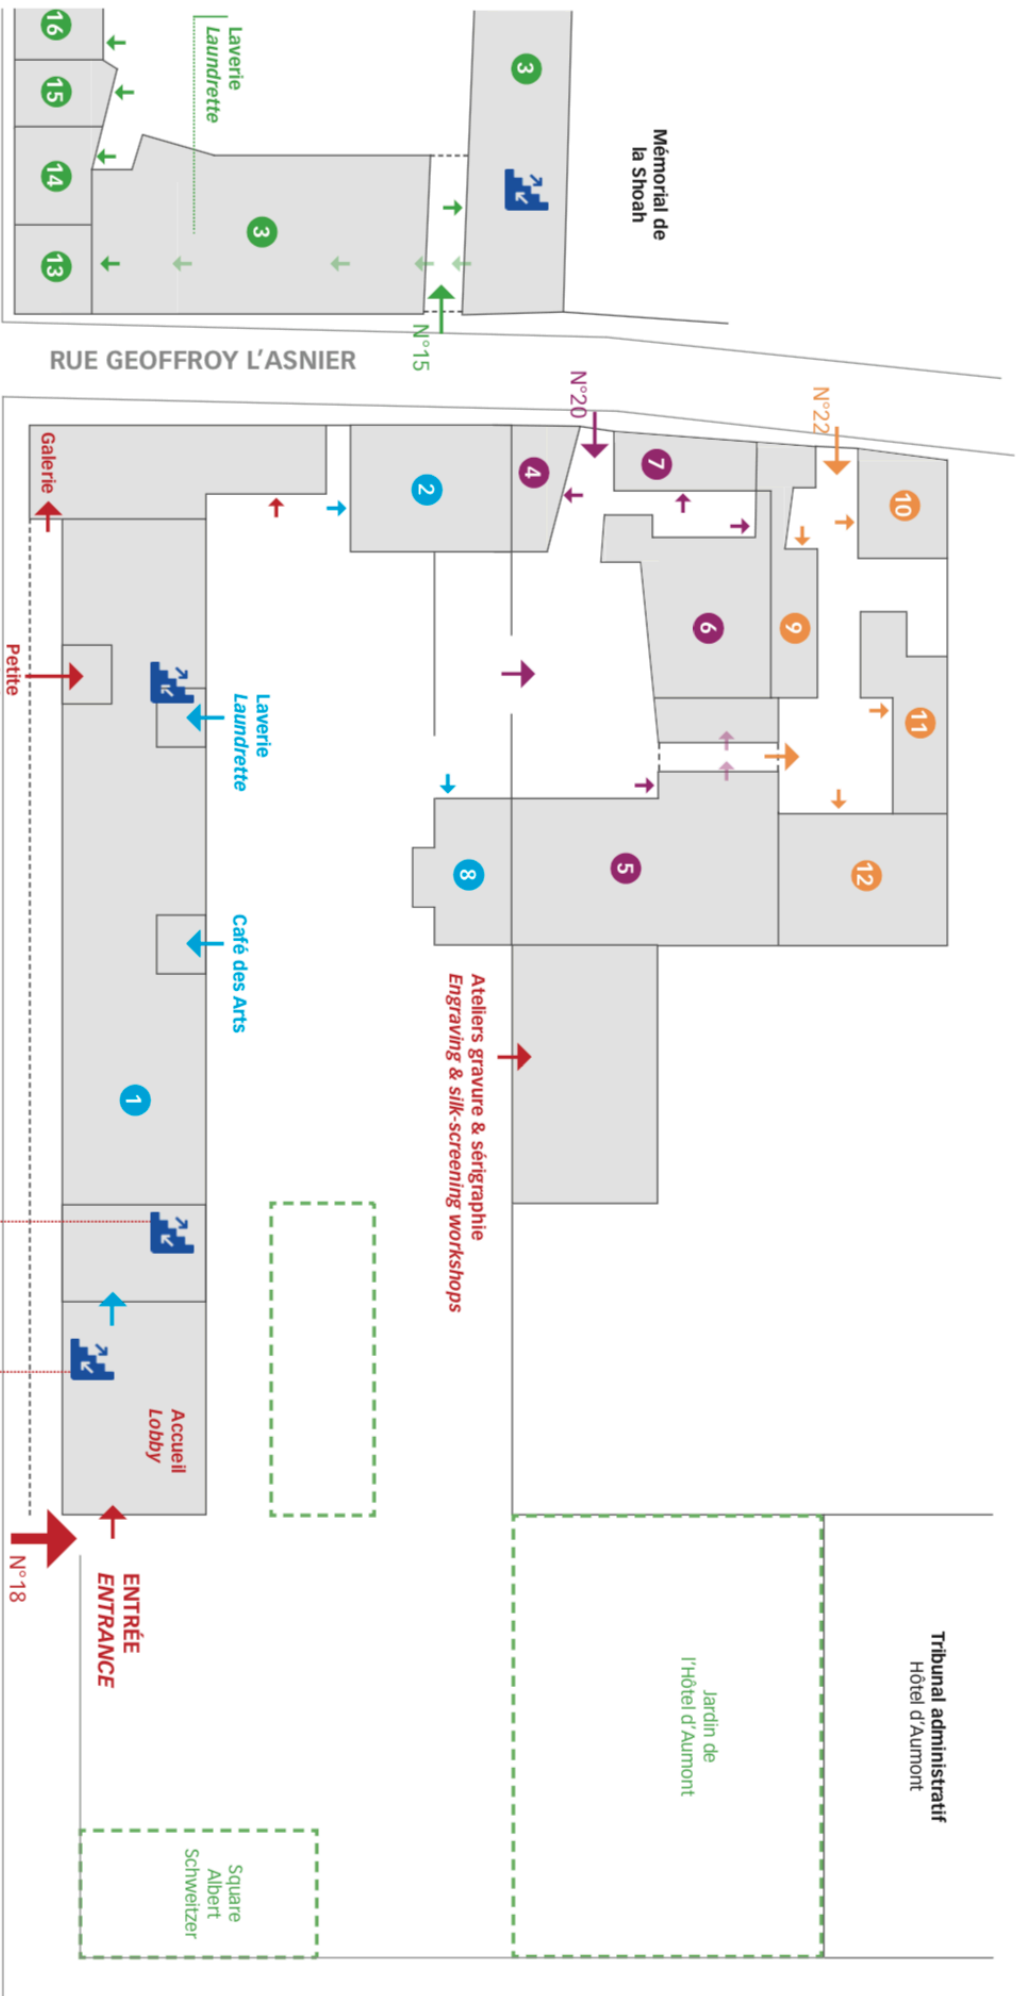 16
15
14
13
Laverie
Laundrette
3
3
Mémorial de
la Shoah
N°15
RUE GEOFFROY L'ASNIER
N°20
N°22
Galerie
Petite
2
4
7
10
6
9
11
Laverie
Laundrette
8
5
12
Café des Arts
Ateliers gravure & sérigraphie
Engraving & silk-screening workshops
1
Accueil
Lobby
N°18
ENTRÉE
ENTRANCE
Jardin de
l'Hôtel d'Aumont
Tribunal administratif
Hôtel d'Aumont
Square
Albert
Schweitzer